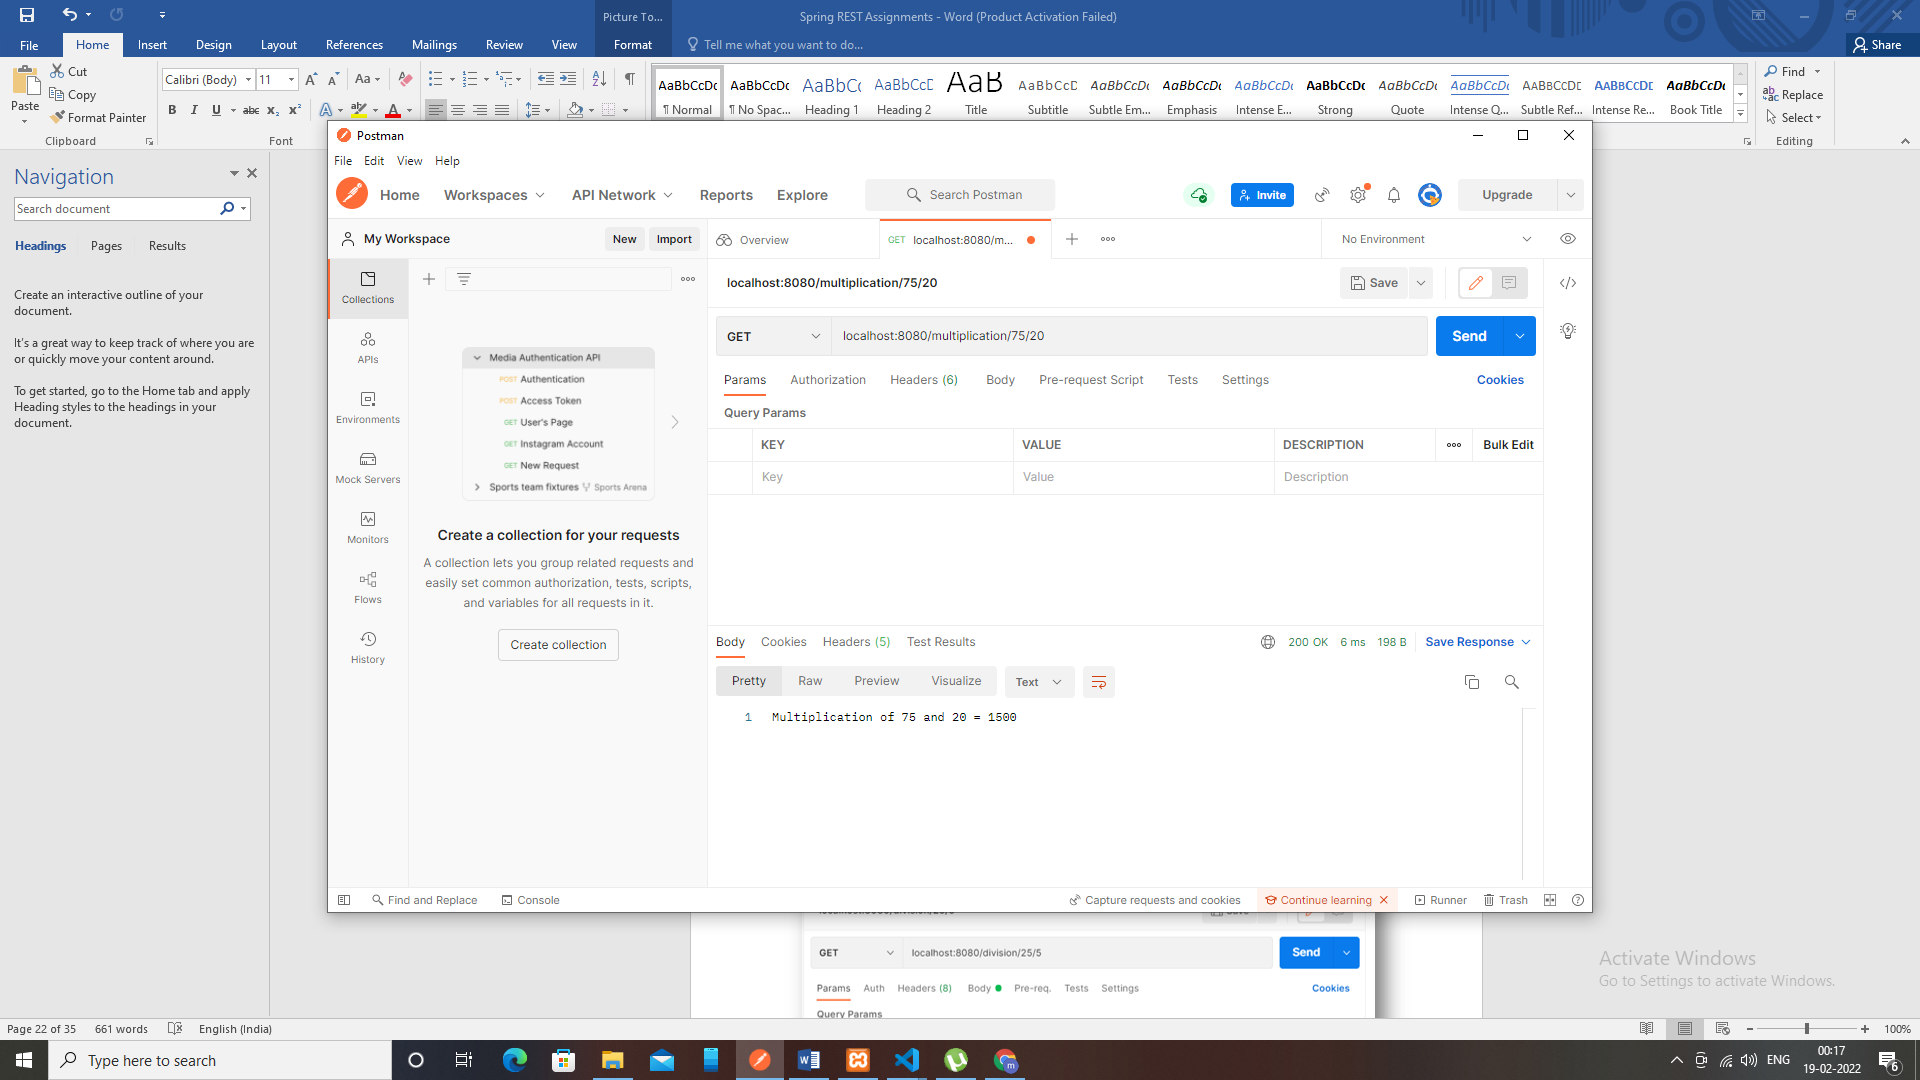 Picture To...
Spring REST Assignments - Word (Product Activation Failed)
File Home Insert Design Layout References Mailings Review View Format Tell me what you want to do... Share
Paste Cut Copy Format Painter
Calibri (Body) 11
AaBbCcDc AaBbCcDc AaBbCc AaBbCcD AaB AaBbCcD AaBbCcDc AaBbCcDc AaBbCcDc AaBbCcDc AaBbCcDc AaBbCcDc AABBCCDE AABBCCDE AaBbCcDc
¶ Normal ¶ No Spac... Heading 1 Heading 2 Title Subtitle Subtle Em... Emphasis Intense E... Strong Quote Intense Q... Subtle Ref... Intense Re... Book Title
Find Replace Select
Clipboard Font Editing
Navigation
Search document
Headings Pages Results
Create an interactive outline of your
document.
It's a great way to keep track of where you are
or quickly move your content around.
To get started, go to the Home tab and apply
Heading styles to the headings in your
document.
Postman
File Edit View Help
Home Workspaces API Network Reports Explore Search Postman Invite Upgrade
My Workspace New Import Overview GET localhost:8080/m... No Environment
Collections
APIs
Environments
Mock Servers
Monitors
Flows
History
Media Authentication API
POST Authentication
POST Access Token
GET User's Page
GET Instagram Account
GET New Request
Sports team fixtures Sports Arena
Create a collection for your requests
A collection lets you group related requests and
easily set common authorization, tests, scripts,
and variables for all requests in it.
Create collection
localhost:8080/multiplication/75/20 Save
GET localhost:8080/multiplication/75/20 Send
Params Authorization Headers (6) Body Pre-request Script Tests Settings Cookies
Query Params
KEY VALUE DESCRIPTION Bulk Edit
Key Value Description
Body Cookies Headers (5) Test Results 200 OK 6 ms 198 B Save Response
Pretty Raw Preview Visualize Text
1 Multiplication of 75 and 20 = 1500
Find and Replace Console Capture requests and cookies Continue learning Runner Trash
GET localhost:8080/division/25/5 Send
Params Auth Headers (8) Body Pre-req. Tests Settings Cookies
Query Params
Activate Windows
Go to Settings to activate Windows.
Page 22 of 35 661 words English (India) 100%
Type here to search ENG 00:17
19-02-2022 6